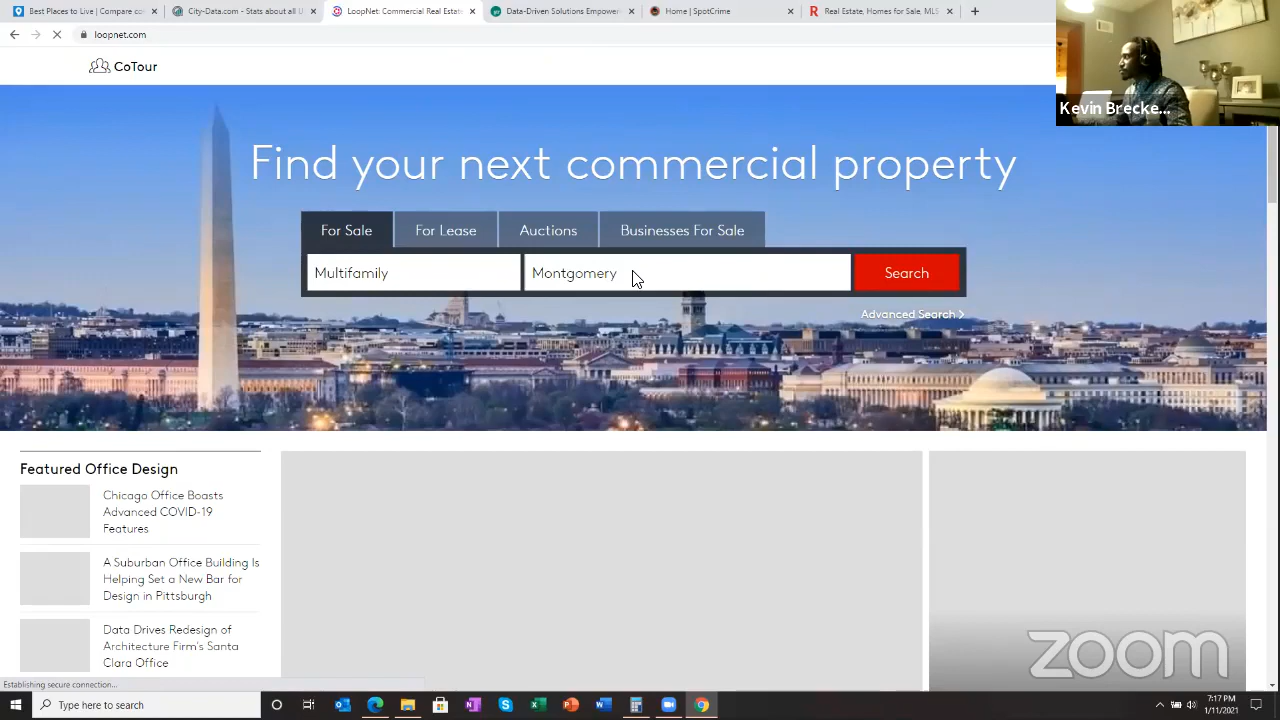 Best Places to Live | Compare co
City-Data.com - Stats about all U
LoopNet: Commercial Real Estate
Data-Driven Solutions Empower
Home | SpotCrime
Real Estate, Homes for Sale, MLS
loopnet.com
CoTour
Kevin Brecke...
Find your next commercial property
For Sale
For Lease
Auctions
Businesses For Sale
Multifamily
Montgomery
Search
Advanced Search >
Featured Office Design
Chicago Office Boasts
Advanced COVID-19
Features
A Suburban Office Building Is
Helping Set a New Bar for
Design in Pittsburgh
Data Drives Redesign of
Architecture Firm's Santa
Clara Office
zoom
Establishing secure connection...
Type here to search
7:17 PM
1/11/2021